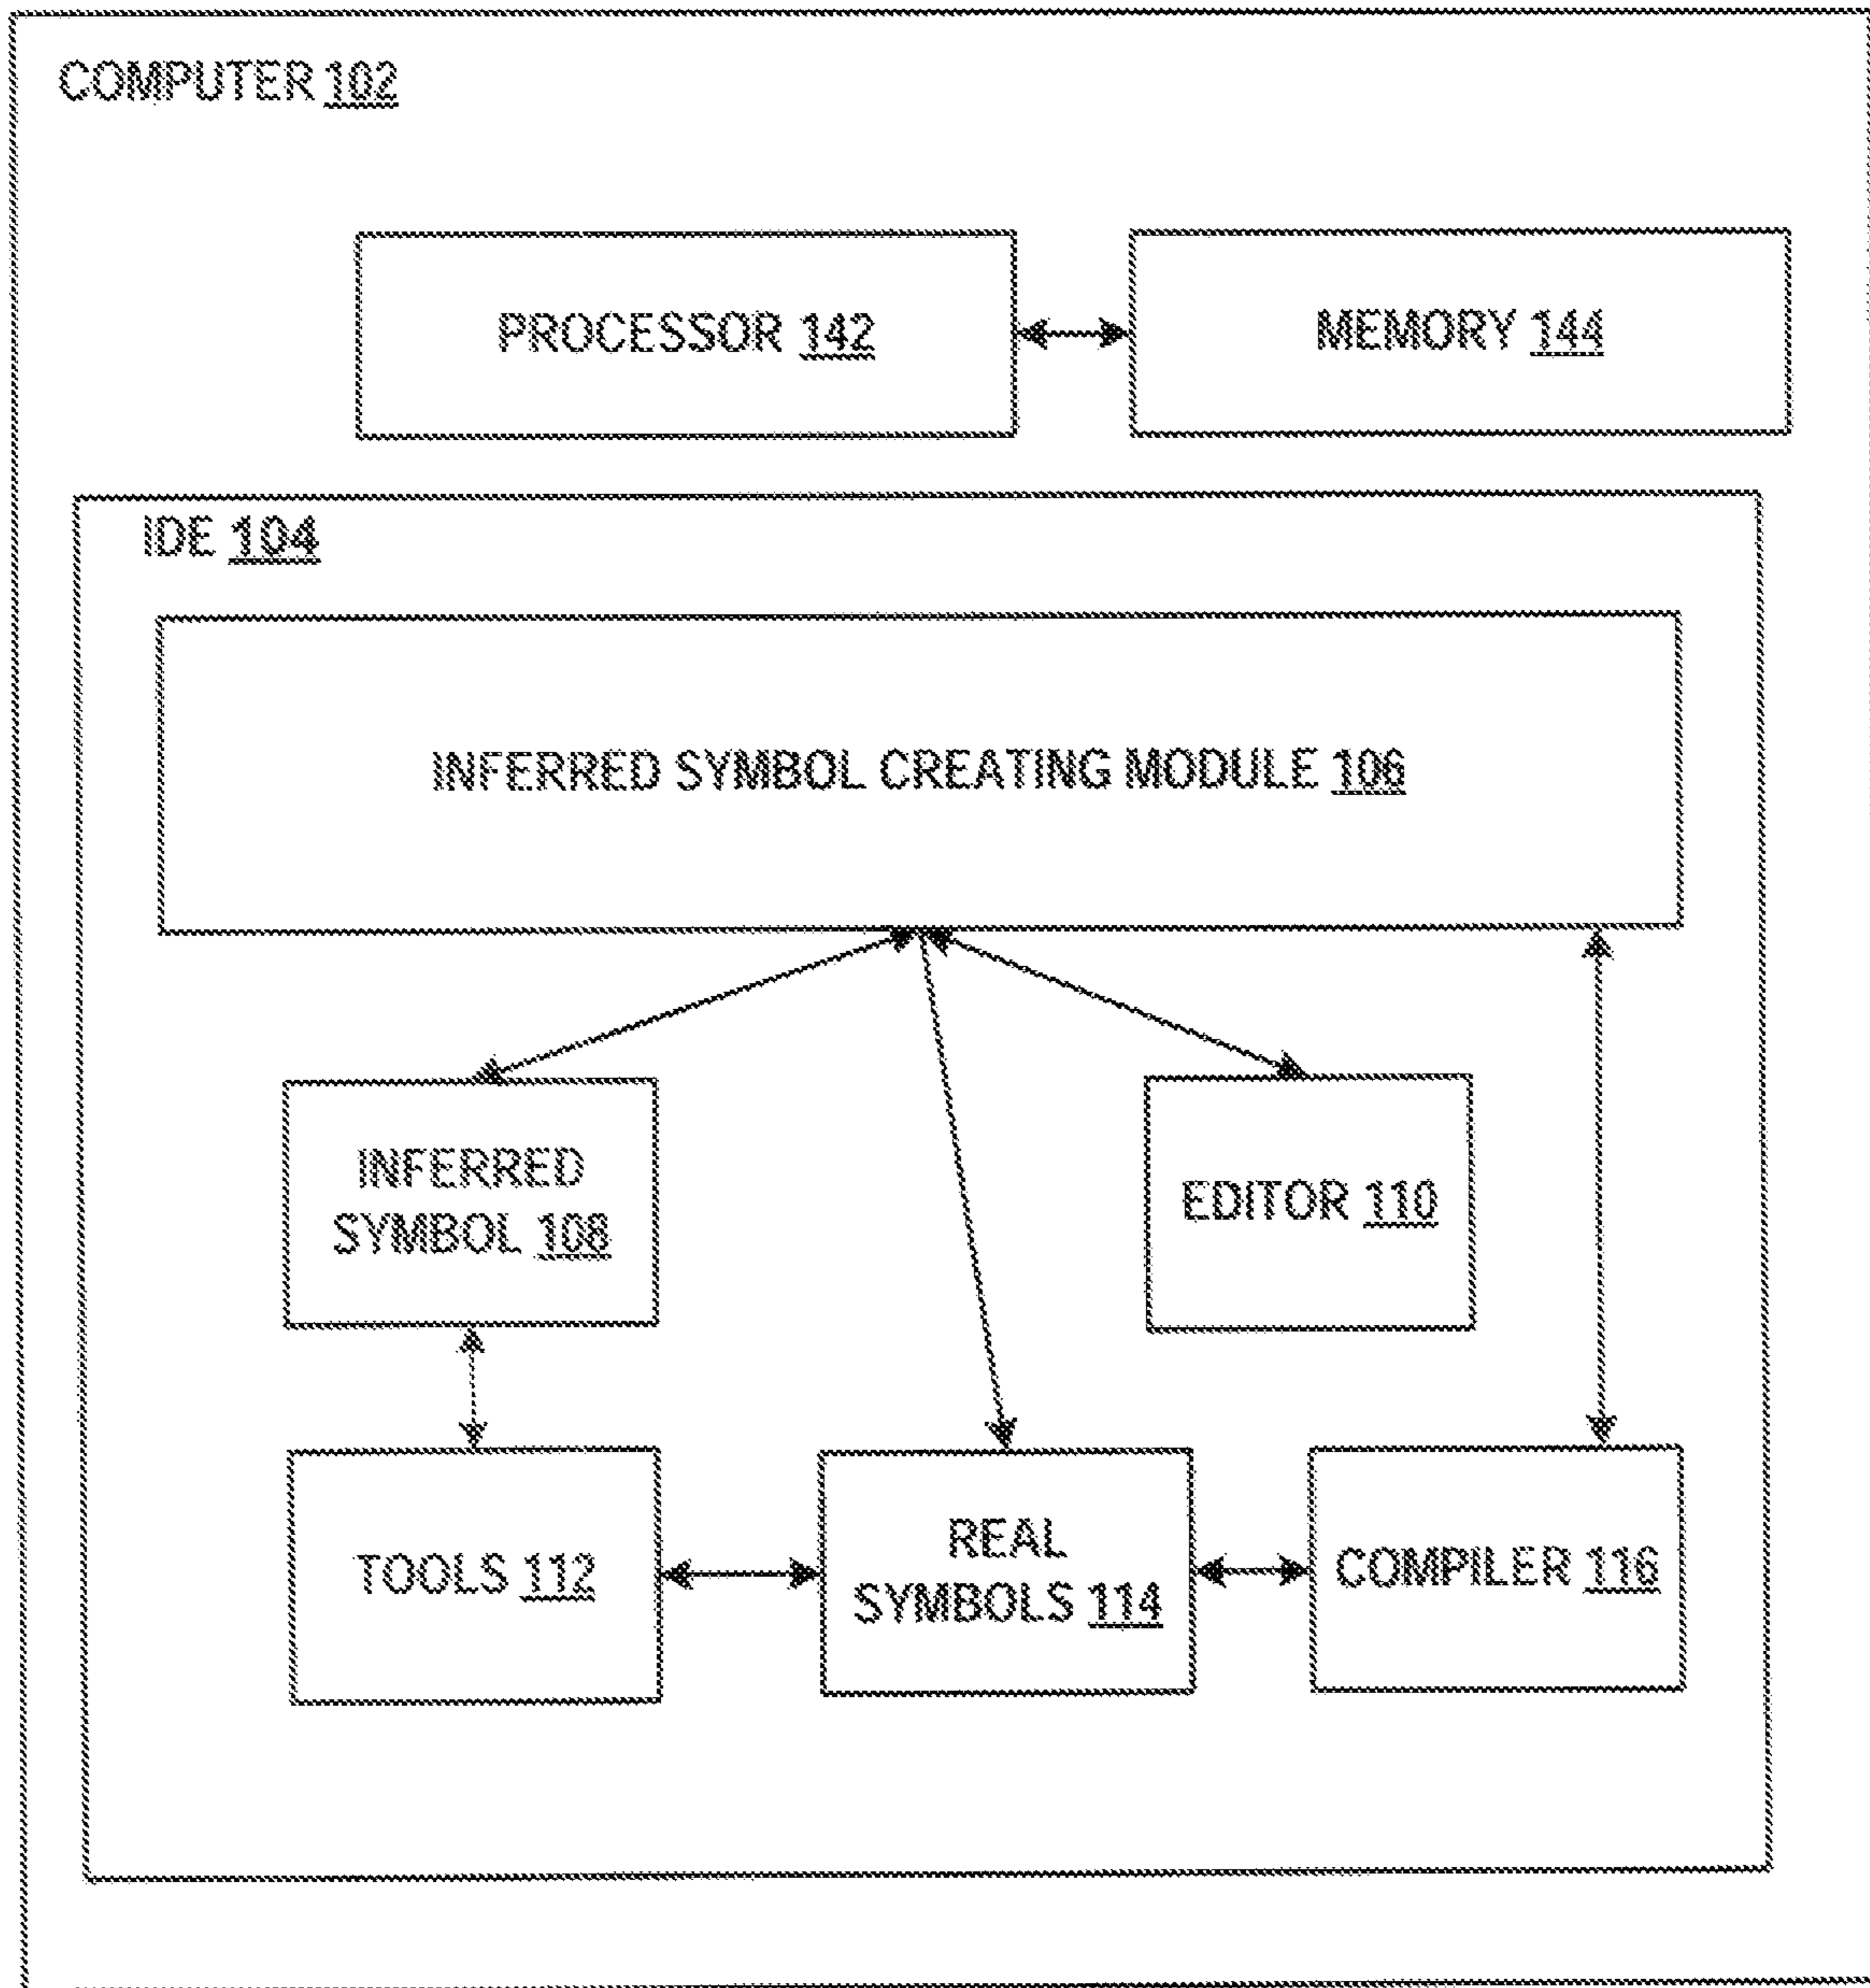 COMPUTER 102
PROCESSOR 142
MEMORY 144
IDE 104
INFERRED SYMBOL CREATING MODULE 106
INFERRED
SYMBOL 108
EDITOR 110
TOOLS 112
REAL
SYMBOLS 114
COMPILER 116